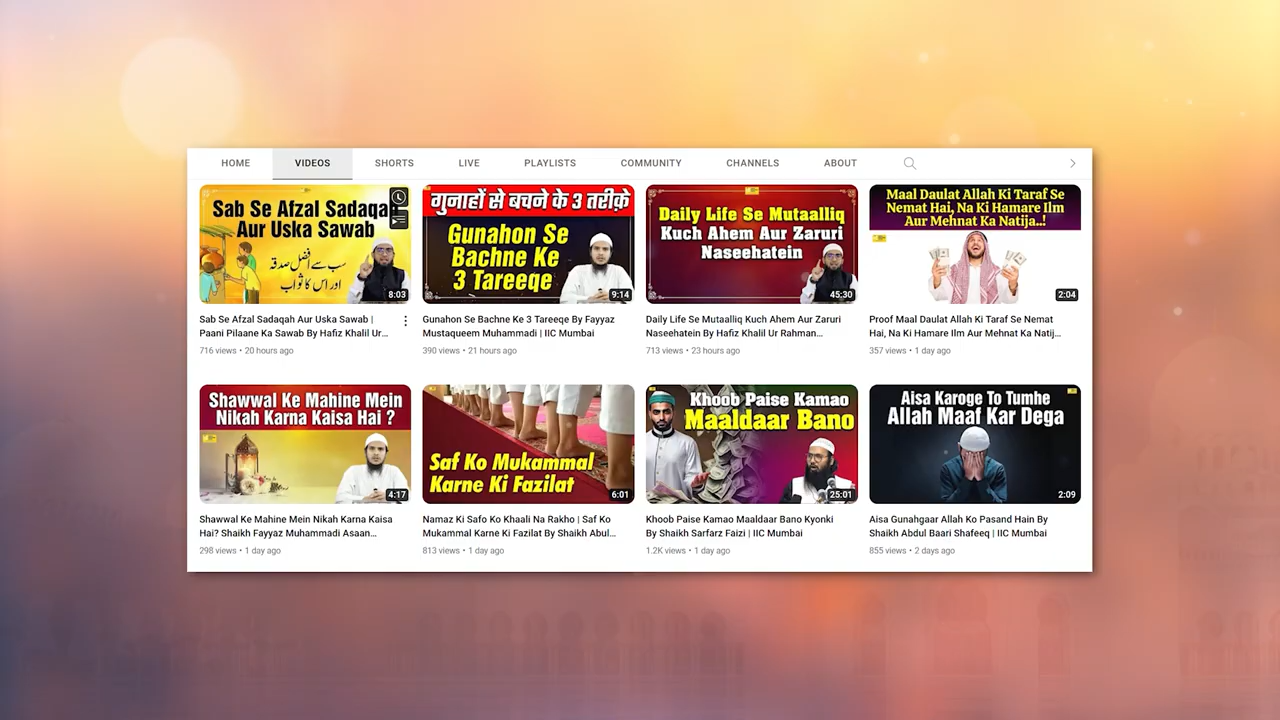 HOME VIDEOS SHORTS LIVE PLAYLISTS COMMUNITY CHANNELS ABOUT
Sab Se Afzal Sadaqa
Aur Uska Sawab
سب سے افضل صدقہ
اور اس کا ثواب
8:03
Sab Se Afzal Sadaqah Aur Uska Sawab |
Paani Pilaane Ka Sawab By Hafiz Khalil Ur...
716 views • 20 hours ago
गुनाहों से बचने के 3 तरीक़े
Gunahon Se
Bachne Ke
3 Tareeqe
9:14
Gunahon Se Bachne Ke 3 Tareeqe By Fayyaz
Mustaqueem Muhammadi | IIC Mumbai
390 views • 21 hours ago
Daily Life Se Mutaalliq
Kuch Ahem Aur Zaruri
Naseehatein
45:30
Daily Life Se Mutaalliq Kuch Ahem Aur Zaruri
Naseehatein By Hafiz Khalil Ur Rahman...
713 views • 23 hours ago
Maal Daulat Allah Ki Taraf Se
Nemat Hai, Na Ki Hamare Ilm
Aur Mehnat Ka Natija..!
2:04
Proof Maal Daulat Allah Ki Taraf Se Nemat
Hai, Na Ki Hamare Ilm Aur Mehnat Ka Natij...
357 views • 1 day ago
Shawwal Ke Mahine Mein
Nikah Karna Kaisa Hai ?
4:17
Shawwal Ke Mahine Mein Nikah Karna Kaisa
Hai? Shaikh Fayyaz Muhammadi Asaan...
298 views • 1 day ago
Saf Ko Mukammal
Karne Ki Fazilat
6:01
Namaz Ki Safo Ko Khaali Na Rakho | Saf Ko
Mukammal Karne Ki Fazilat By Shaikh Abul...
813 views • 1 day ago
Khoob Paise Kamao
Maaldaar Bano
25:01
Khoob Paise Kamao Maaldaar Bano Kyonki
By Shaikh Sarfarz Faizi | IIC Mumbai
1.2K views • 1 day ago
Aisa Karoge To Tumhe
Allah Maaf Kar Dega
2:09
Aisa Gunahgaar Allah Ko Pasand Hain By
Shaikh Abdul Baari Shafeeq | IIC Mumbai
855 views • 2 days ago